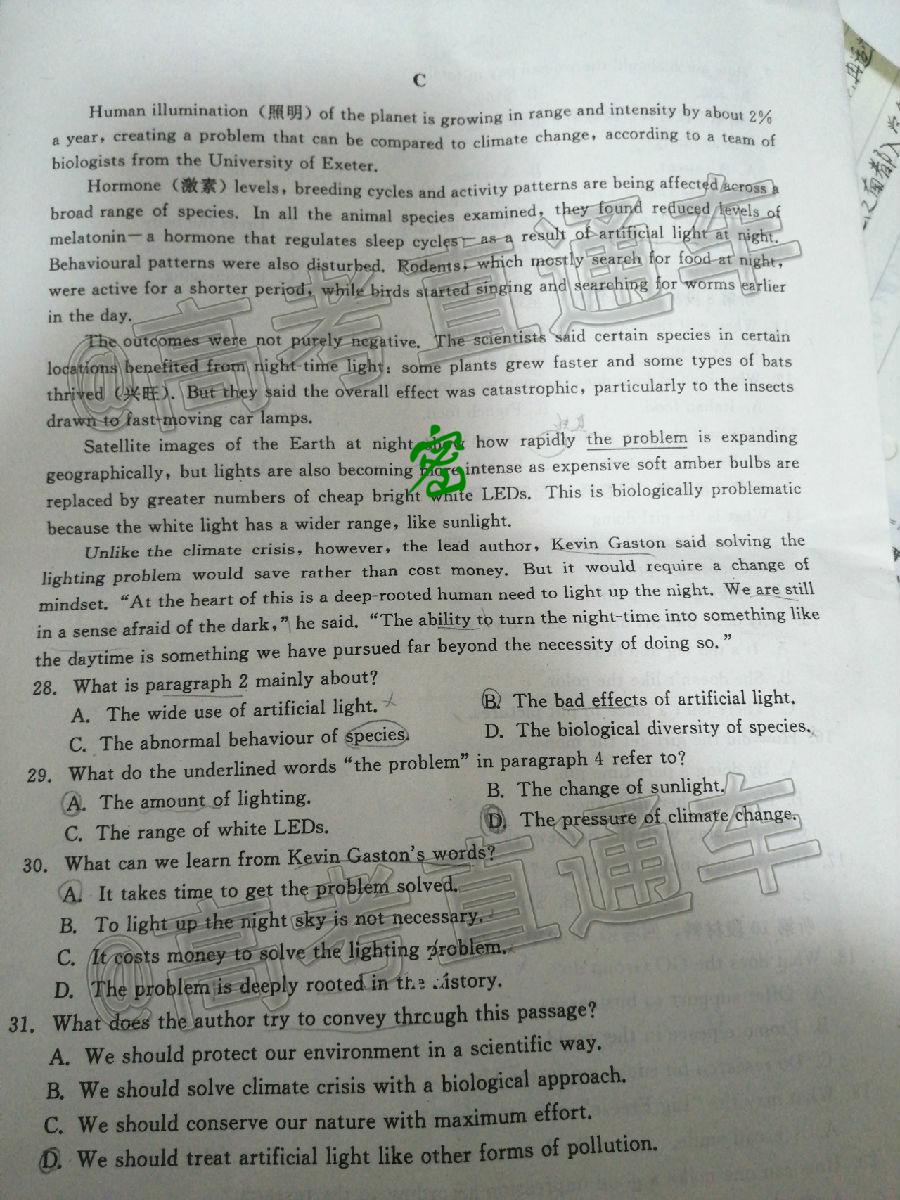 C
Human illumination（照明）of the planet is growing in range and intensity by about 2%
a year, creating a problem that can be compared to climate change, according to a team of
biologists from the University of Exeter.
Hormone（激素）levels, breeding cycles and activity patterns are being affected across a
broad range of species. In all the animal species examined, they found reduced levels of
melatonin—a hormone that regulates sleep cycles—as a result of artificial light at night.
Behavioural patterns were also disturbed. Rodents, which mostly search for food at night,
were active for a shorter period, while birds started singing and searching for worms earlier
in the day.
The outcomes were not purely negative. The scientists said certain species in certain
locations benefited from night-time light: some plants grew faster and some types of bats
thrived（兴旺）. But they said the overall effect was catastrophic, particularly to the insects
drawn to fast-moving car lamps.
Satellite images of the Earth at night how rapidly the problem is expanding
geographically, but lights are also becoming more intense as expensive soft amber bulbs are
replaced by greater numbers of cheap bright white LEDs. This is biologically problematic
because the white light has a wider range, like sunlight.
Unlike the climate crisis, however, the lead author, Kevin Gaston said solving the
lighting problem would save rather than cost money. But it would require a change of
mindset. "At the heart of this is a deep-rooted human need to light up the night. We are still
in a sense afraid of the dark," he said. "The ability to turn the night-time into something like
the daytime is something we have pursued far beyond the necessity of doing so."
28. What is paragraph 2 mainly about?
A. The wide use of artificial light. B. The bad effects of artificial light.
C. The abnormal behaviour of species. D. The biological diversity of species.
29. What do the underlined words "the problem" in paragraph 4 refer to?
A. The amount of lighting. B. The change of sunlight.
C. The range of white LEDs. D. The pressure of climate change.
30. What can we learn from Kevin Gaston's words?
A. It takes time to get the problem solved.
B. To light up the night sky is not necessary.
C. It costs money to solve the lighting problem.
D. The problem is deeply rooted in the history.
31. What does the author try to convey through this passage?
A. We should protect our environment in a scientific way.
B. We should solve climate crisis with a biological approach.
C. We should conserve our nature with maximum effort.
D. We should treat artificial light like other forms of pollution.
@高考直通车
@高考直通车
密